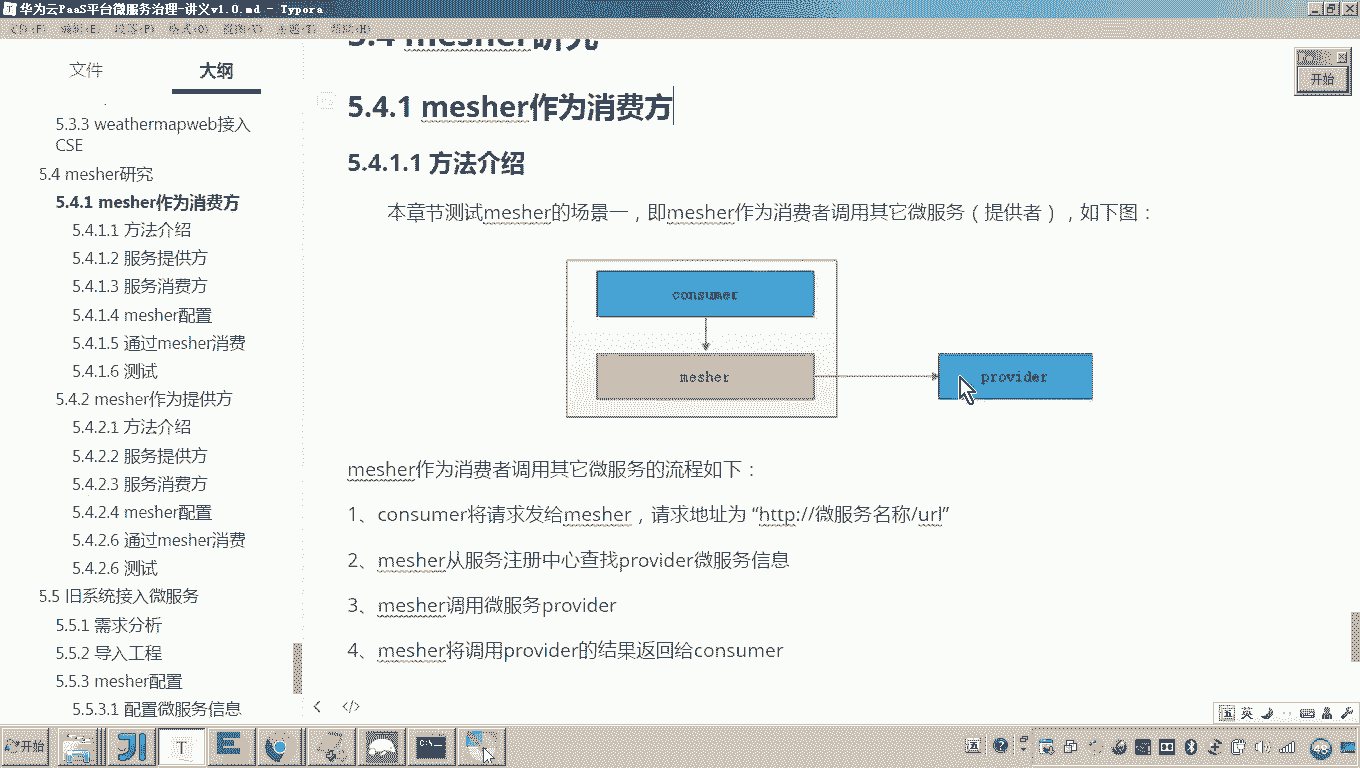 华为云PaaS平台微服务治理-讲义v1.0.md - Typora
文件
大纲
开始
5.3.3 weathermapweb接入
CSE
5.4 mesher研究
5.4.1 mesher作为消费方
5.4.1.1 方法介绍
5.4.1.2 服务提供方
5.4.1.3 服务消费方
5.4.1.4 mesher配置
5.4.1.5 通过mesher消费
5.4.1.6 测试
5.4.2 mesher作为提供方
5.4.2.1 方法介绍
5.4.2.2 服务提供方
5.4.2.3 服务消费方
5.4.2.4 mesher配置
5.4.2.6 通过mesher消费
5.4.2.6 测试
5.5 旧系统接入微服务
5.5.1 需求分析
5.5.2 导入工程
5.5.3 mesher配置
5.5.3.1 配置微服务信息
5.4 mesher研究
5.4.1 mesher作为消费方
5.4.1.1 方法介绍
本章节测试mesher的场景一，即mesher作为消费者调用其它微服务（提供者），如下图：
consumer
mesher
provider
mesher作为消费者调用其它微服务的流程如下：
1、consumer将请求发给mesher，请求地址为 “http://微服务名称/url”
2、mesher从服务注册中心查找provider微服务信息
3、mesher调用微服务provider
4、mesher将调用provider的结果返回给consumer
五 英
开始